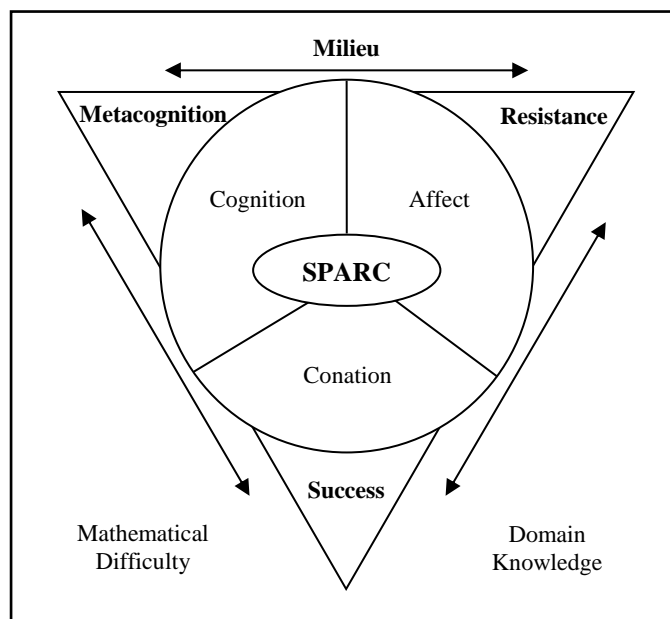 Milieu
Metacognition
Resistance
Cognition
Affect
SPARC
Conation
Success
Mathematical
Difficulty
Domain
Knowledge